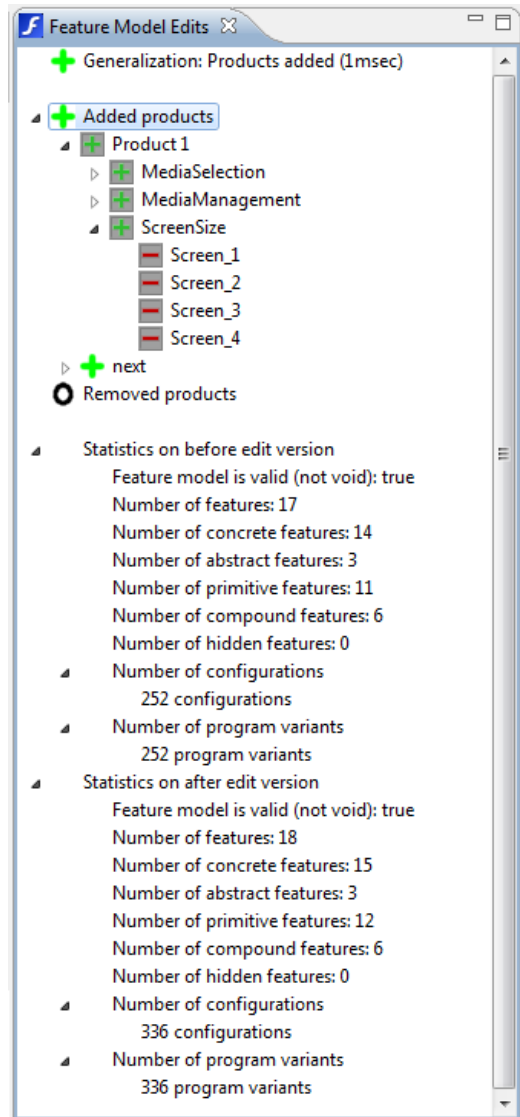 Feature Model Edits
Generalization: Products added (1msec)
Added products
Product 1
MediaSelection
MediaManagement
ScreenSize
Screen_1
Screen_2
Screen_3
Screen_4
next
Removed products
Statistics on before edit version
Feature model is valid (not void): true
Number of features: 17
Number of concrete features: 14
Number of abstract features: 3
Number of primitive features: 11
Number of compound features: 6
Number of hidden features: 0
Number of configurations
252 configurations
Number of program variants
252 program variants
Statistics on after edit version
Feature model is valid (not void): true
Number of features: 18
Number of concrete features: 15
Number of abstract features: 3
Number of primitive features: 12
Number of compound features: 6
Number of hidden features: 0
Number of configurations
336 configurations
Number of program variants
336 program variants